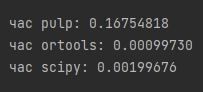 час pulp: 0.16754818
час ortools: 0.00099730
час scipy: 0.00199676